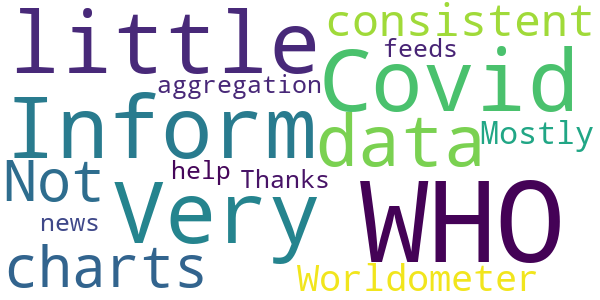 little
consistent
feeds
aggregation
Covid
Inform
data
Mostly
Not
help
Thanks
Very
WHO
news
charts
Worldometer